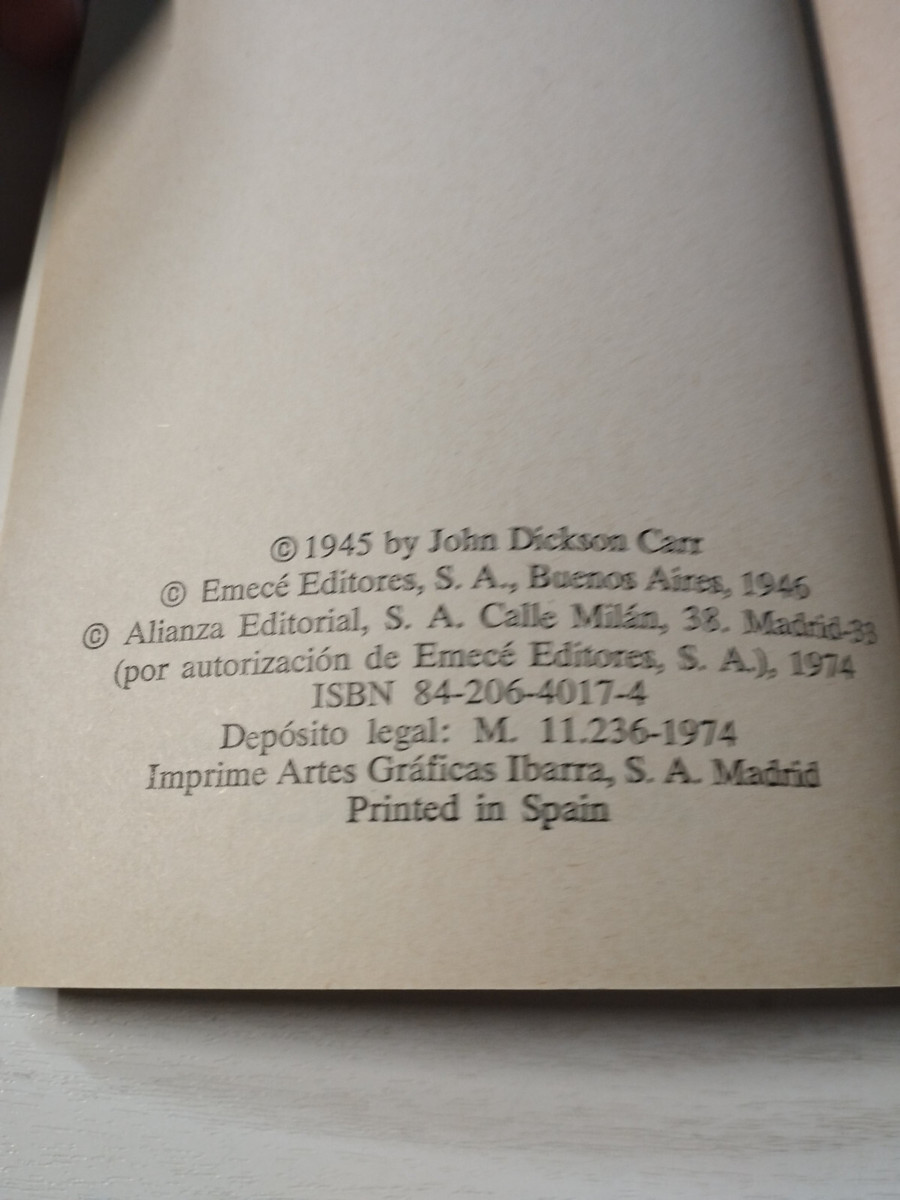 © 1945 by John Dickson Carr
© Emecé Editores, S. A., Buenos Aires, 1946
© Alianza Editorial, S. A. Calle Milán, 38. Madrid-33
(por autorización de Emecé Editores, S. A.), 1974
ISBN 84-206-4017-4
Depósito legal: M. 11.236-1974
Imprime Artes Gráficas Ibarra, S. A. Madrid
Printed in Spain